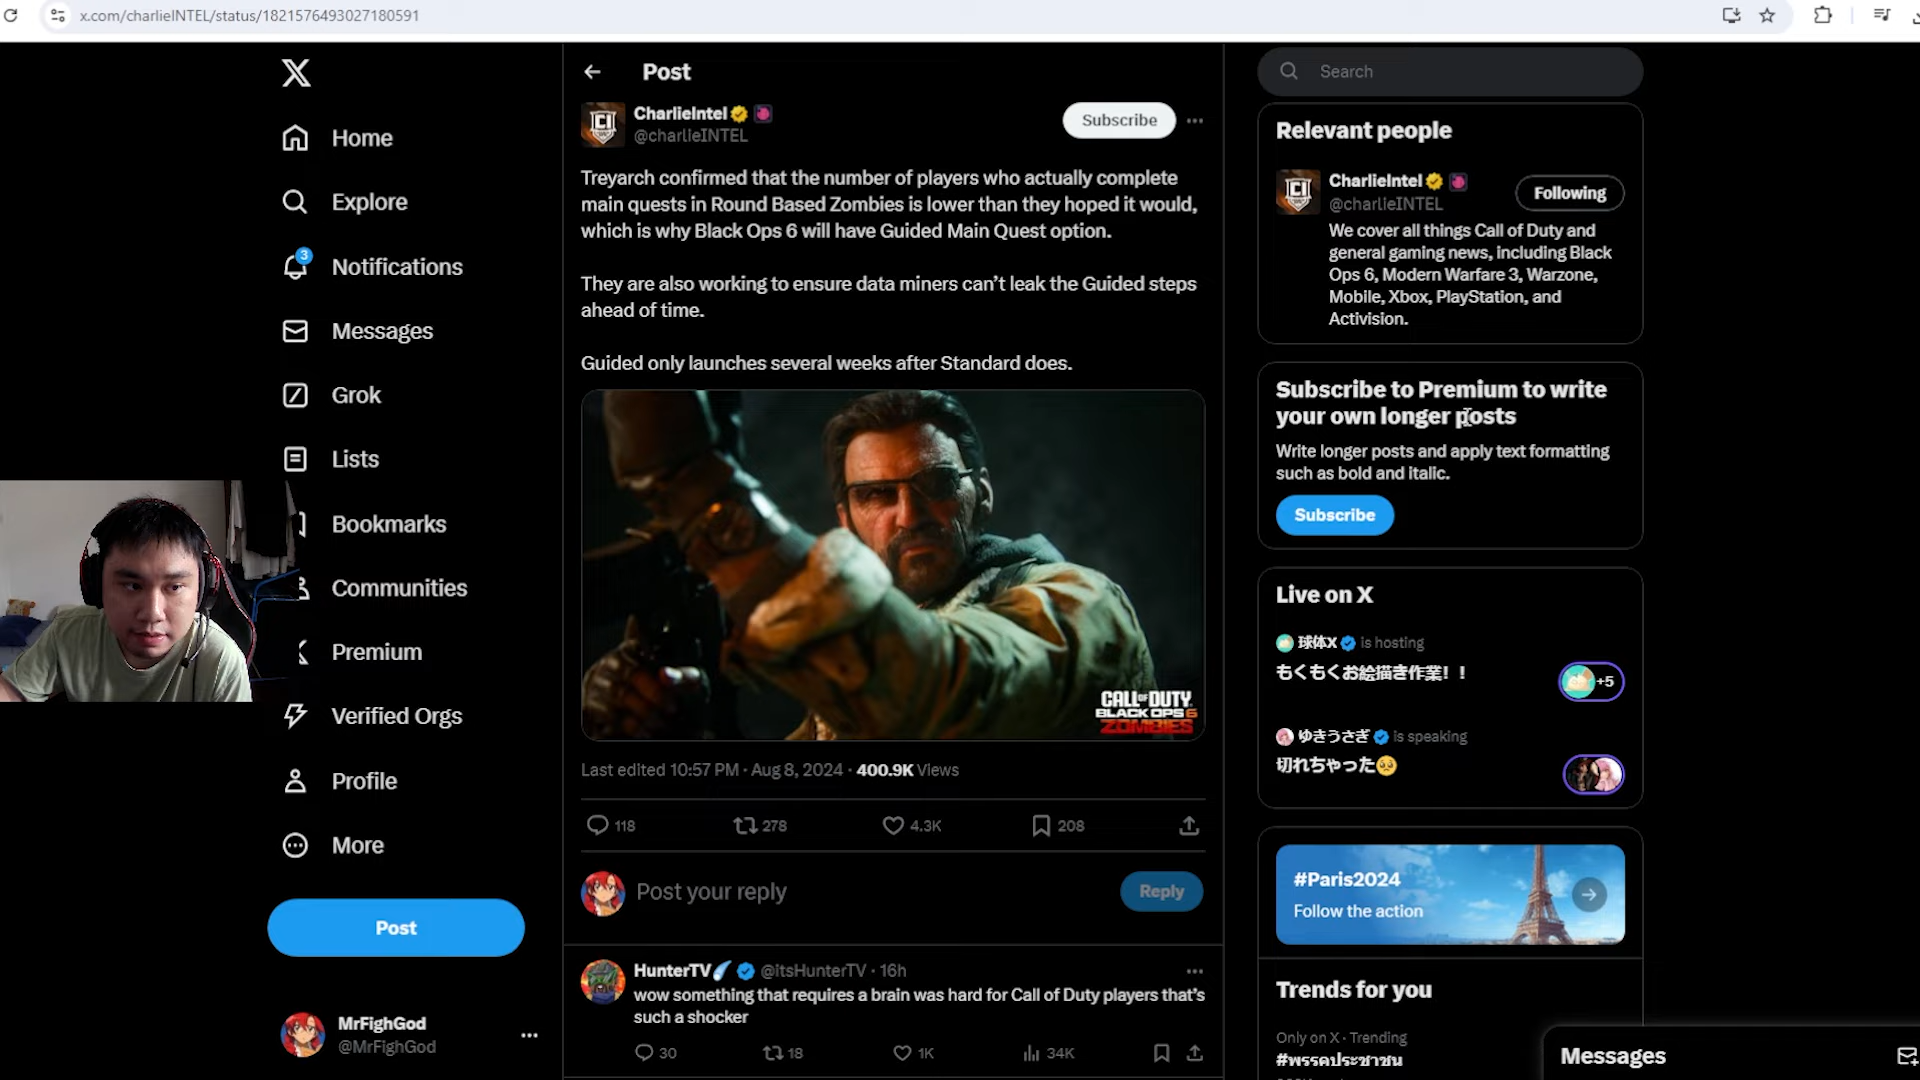 x.com/charlieINTEL/status/1821576493027180591
Home
Explore
3
Notifications
Messages
Grok
Lists
Bookmarks
Communities
Premium
Verified Orgs
Profile
More
Post
MrFighGod
@MrFighGod
Post
CharlieIntel
@charlieINTEL
Subscribe
Treyarch confirmed that the number of players who actually complete
main quests in Round Based Zombies is lower than they hoped it would,
which is why Black Ops 6 will have Guided Main Quest option.
They are also working to ensure data miners can’t leak the Guided steps
ahead of time.
Guided only launches several weeks after Standard does.
CALL OF DUTY
BLACK OPS 6
ZOMBIES
Last edited 10:57 PM · Aug 8, 2024 · 400.9K Views
118 278 4.3K 208
Post your reply
Reply
HunterTV @itsHunterTV · 16h
wow something that requires a brain was hard for Call of Duty players that’s
such a shocker
30 18 1K 34K
Search
Relevant people
CharlieIntel
@charlieINTEL
Following
We cover all things Call of Duty and
general gaming news, including Black
Ops 6, Modern Warfare 3, Warzone,
Mobile, Xbox, PlayStation, and
Activision.
Subscribe to Premium to write
your own longer posts
Write longer posts and apply text formatting
such as bold and italic.
Subscribe
Live on X
球体X is hosting
もくもくお絵描き作業！！
+5
ゆきうさぎ is speaking
切れちゃった🥺
#Paris2024
Follow the action
Trends for you
Only on X · Trending
#พรรคประชาชน
Messages